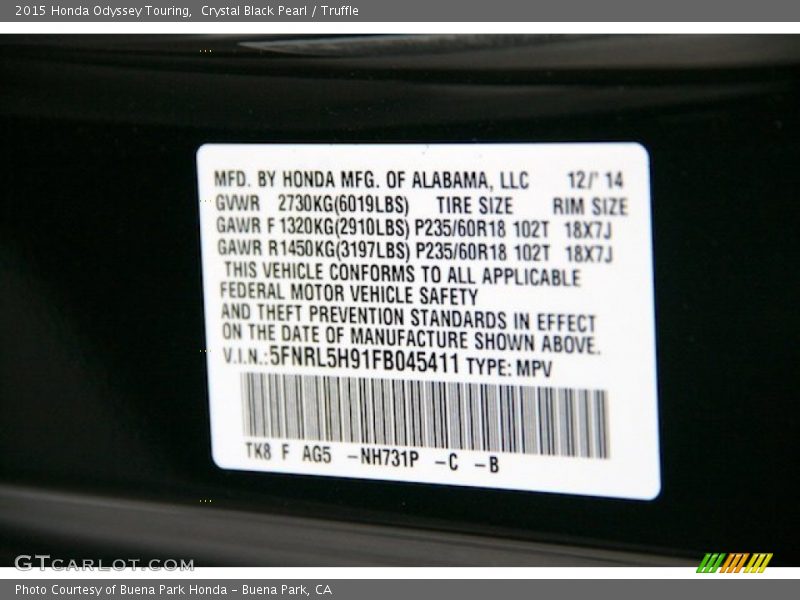 2015 Honda Odyssey Touring,  Crystal Black Pearl / Truffle
MFD. BY HONDA MFG. OF ALABAMA, LLC 12/' 14
GVWR 2730KG(6019LBS) TIRE SIZE RIM SIZE
GAWR F 1320KG(2910LBS) P235/60R18 102T 18X7J
GAWR R1450KG(3197LBS) P235/60R18 102T 18X7J
THIS VEHICLE CONFORMS TO ALL APPLICABLE
FEDERAL MOTOR VEHICLE SAFETY
AND THEFT PREVENTION STANDARDS IN EFFECT
ON THE DATE OF MANUFACTURE SHOWN ABOVE.
V.I.N.:5FNRL5H91FB045411 TYPE: MPV
TK8 F AG5 -NH731P -C -B
GTCARLOT.COM
Photo Courtesy of Buena Park Honda - Buena Park, CA